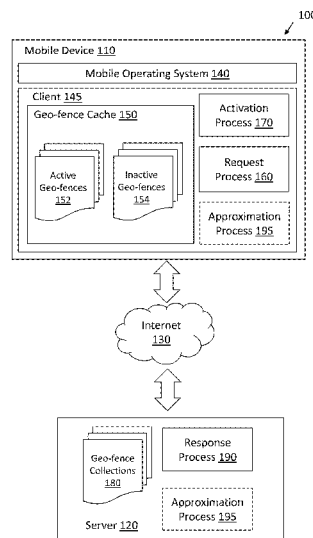 100
Mobile Device 110
Mobile Operating System 140
Client 145
Geo-fence Cache 150
Active
Geo-fences
152
Inactive
Geo-fences
154
Activation
Process 170
Request
Process 160
Approximation
Process 195
Internet
130
Geo-fence
Collections
180
Response
Process 190
Approximation
Process 195
Server 120